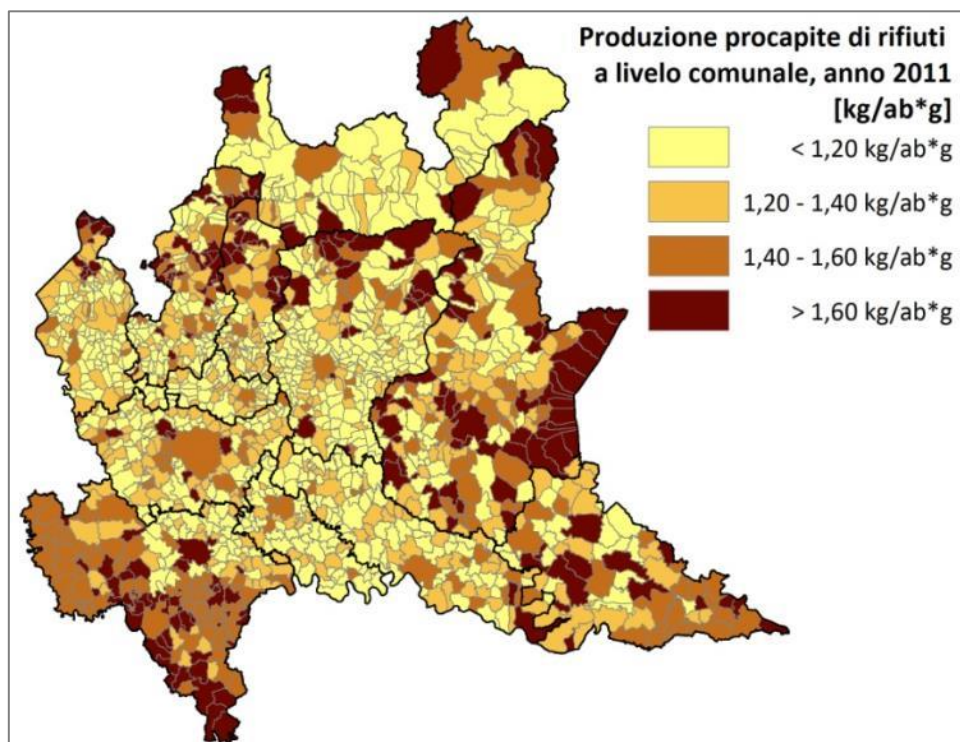 Produzione procapite di rifiuti
a livelo comunale, anno 2011
[kg/ab*g]
< 1,20 kg/ab*g
1,20 - 1,40 kg/ab*g
1,40 - 1,60 kg/ab*g
> 1,60 kg/ab*g